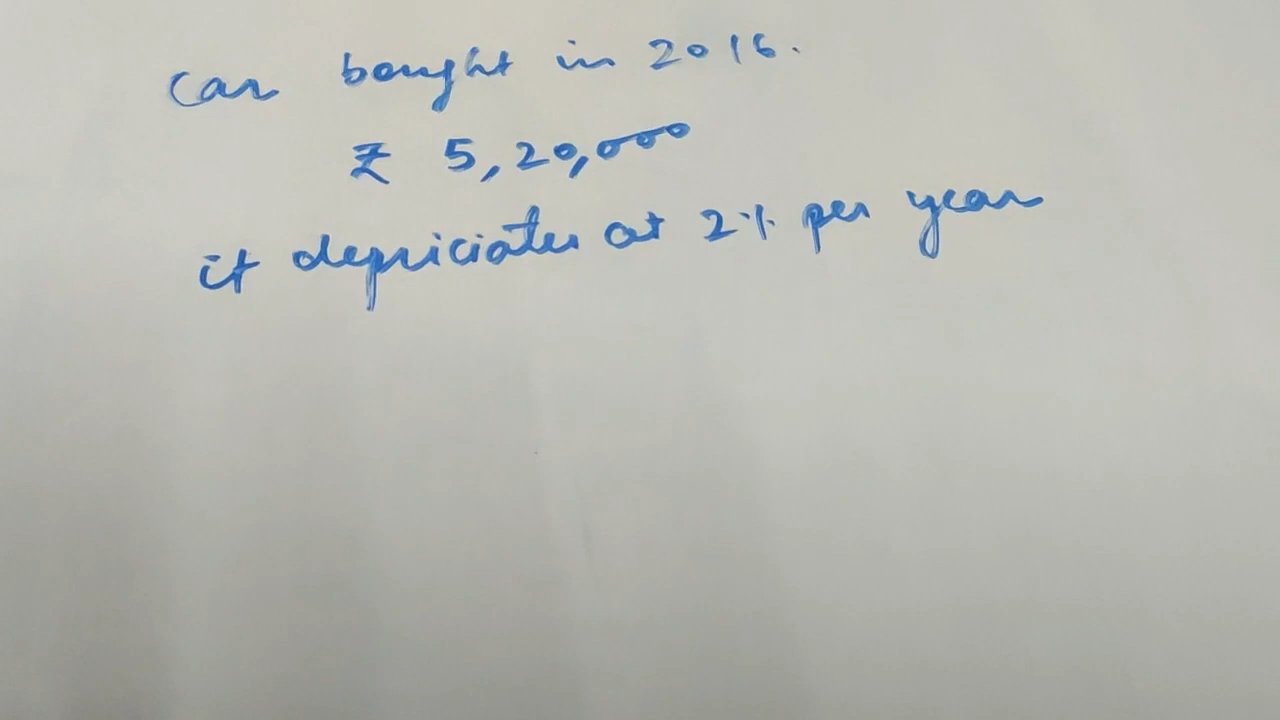 Car bought in 2016.
₹ 5,20,000
it depriciates at 2% per year